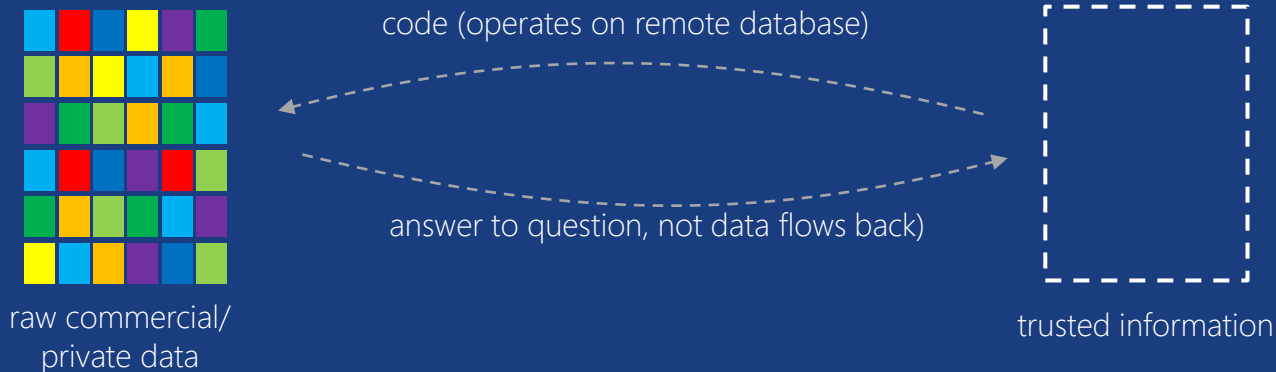 code (operates on remote database)
answer to question, not data flows back)
raw commercial/
private data
trusted information